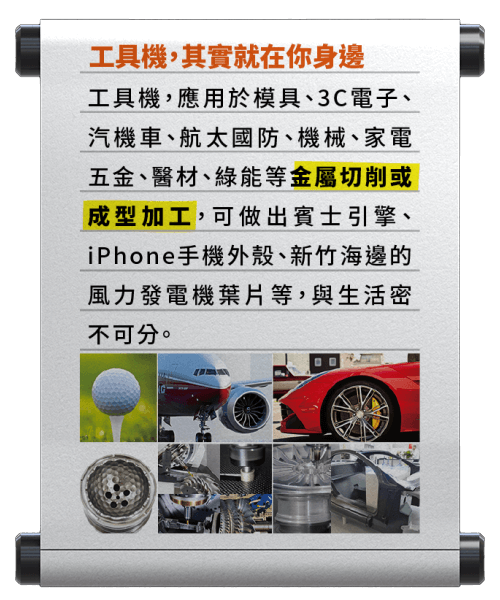 工具機，其實就在你身邊
工具機，應用於模具、3C電子、
汽機車、航太國防、機械、家電
五金、醫材、綠能等金屬切削或
成型加工，可做出賓士引擎、
iPhone手機外殼、新竹海邊的
風力發電機葉片等，與生活密
不可分。